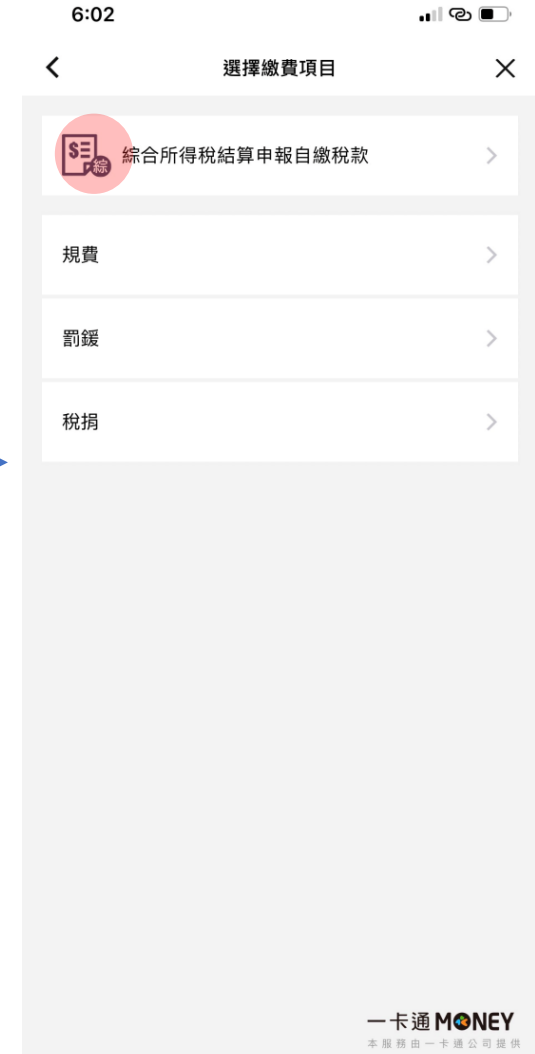 6:02
選擇繳費項目
$
綜
綜合所得稅結算申報自繳稅款
規費
罰鍰
稅捐
一卡通 MONEY
本服務由一卡通公司提供